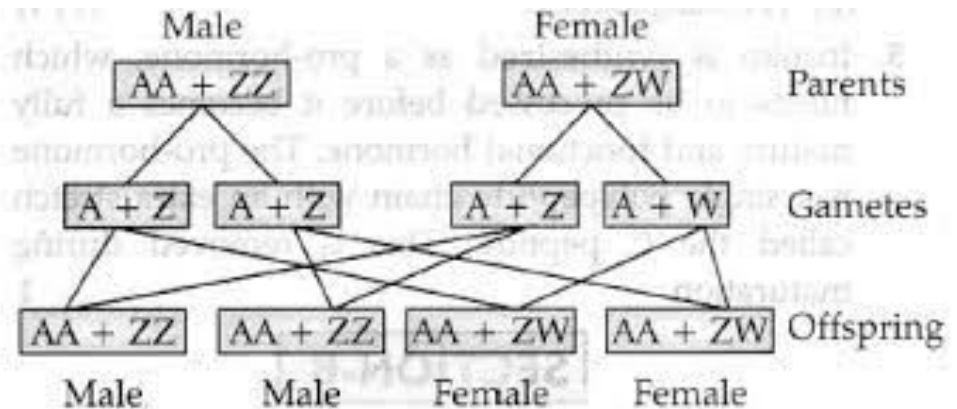 Male Female
AA + ZZ AA + ZW Parents
A + Z A + Z A + Z A + W Gametes
AA + ZZ AA + ZZ AA + ZW AA + ZW Offspring
Male Male Female Female